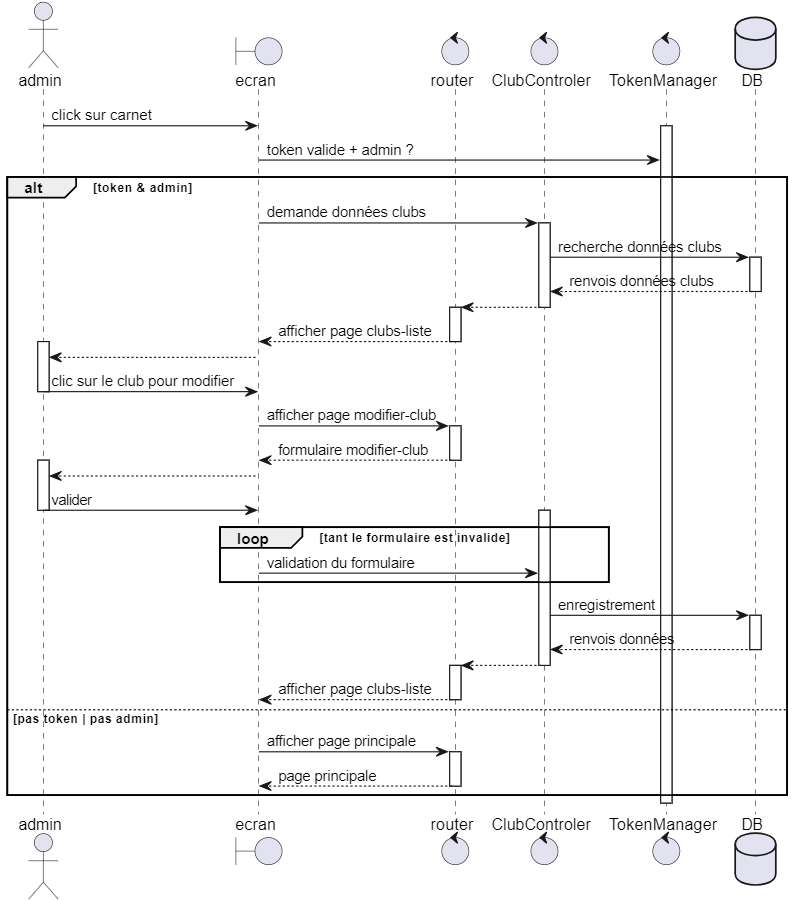 admin ecran router ClubControler TokenManager DB
click sur carnet
token valide + admin ?
alt [token & admin]
demande données clubs
recherche données clubs
renvois données clubs
afficher page clubs-liste
clic sur le club pour modifier
afficher page modifier-club
formulaire modifier-club
valider
loop [tant le formulaire est invalide]
validation du formulaire
enregistrement
renvois données
afficher page clubs-liste
[pas token | pas admin]
afficher page principale
page principale
admin ecran router ClubControler TokenManager DB